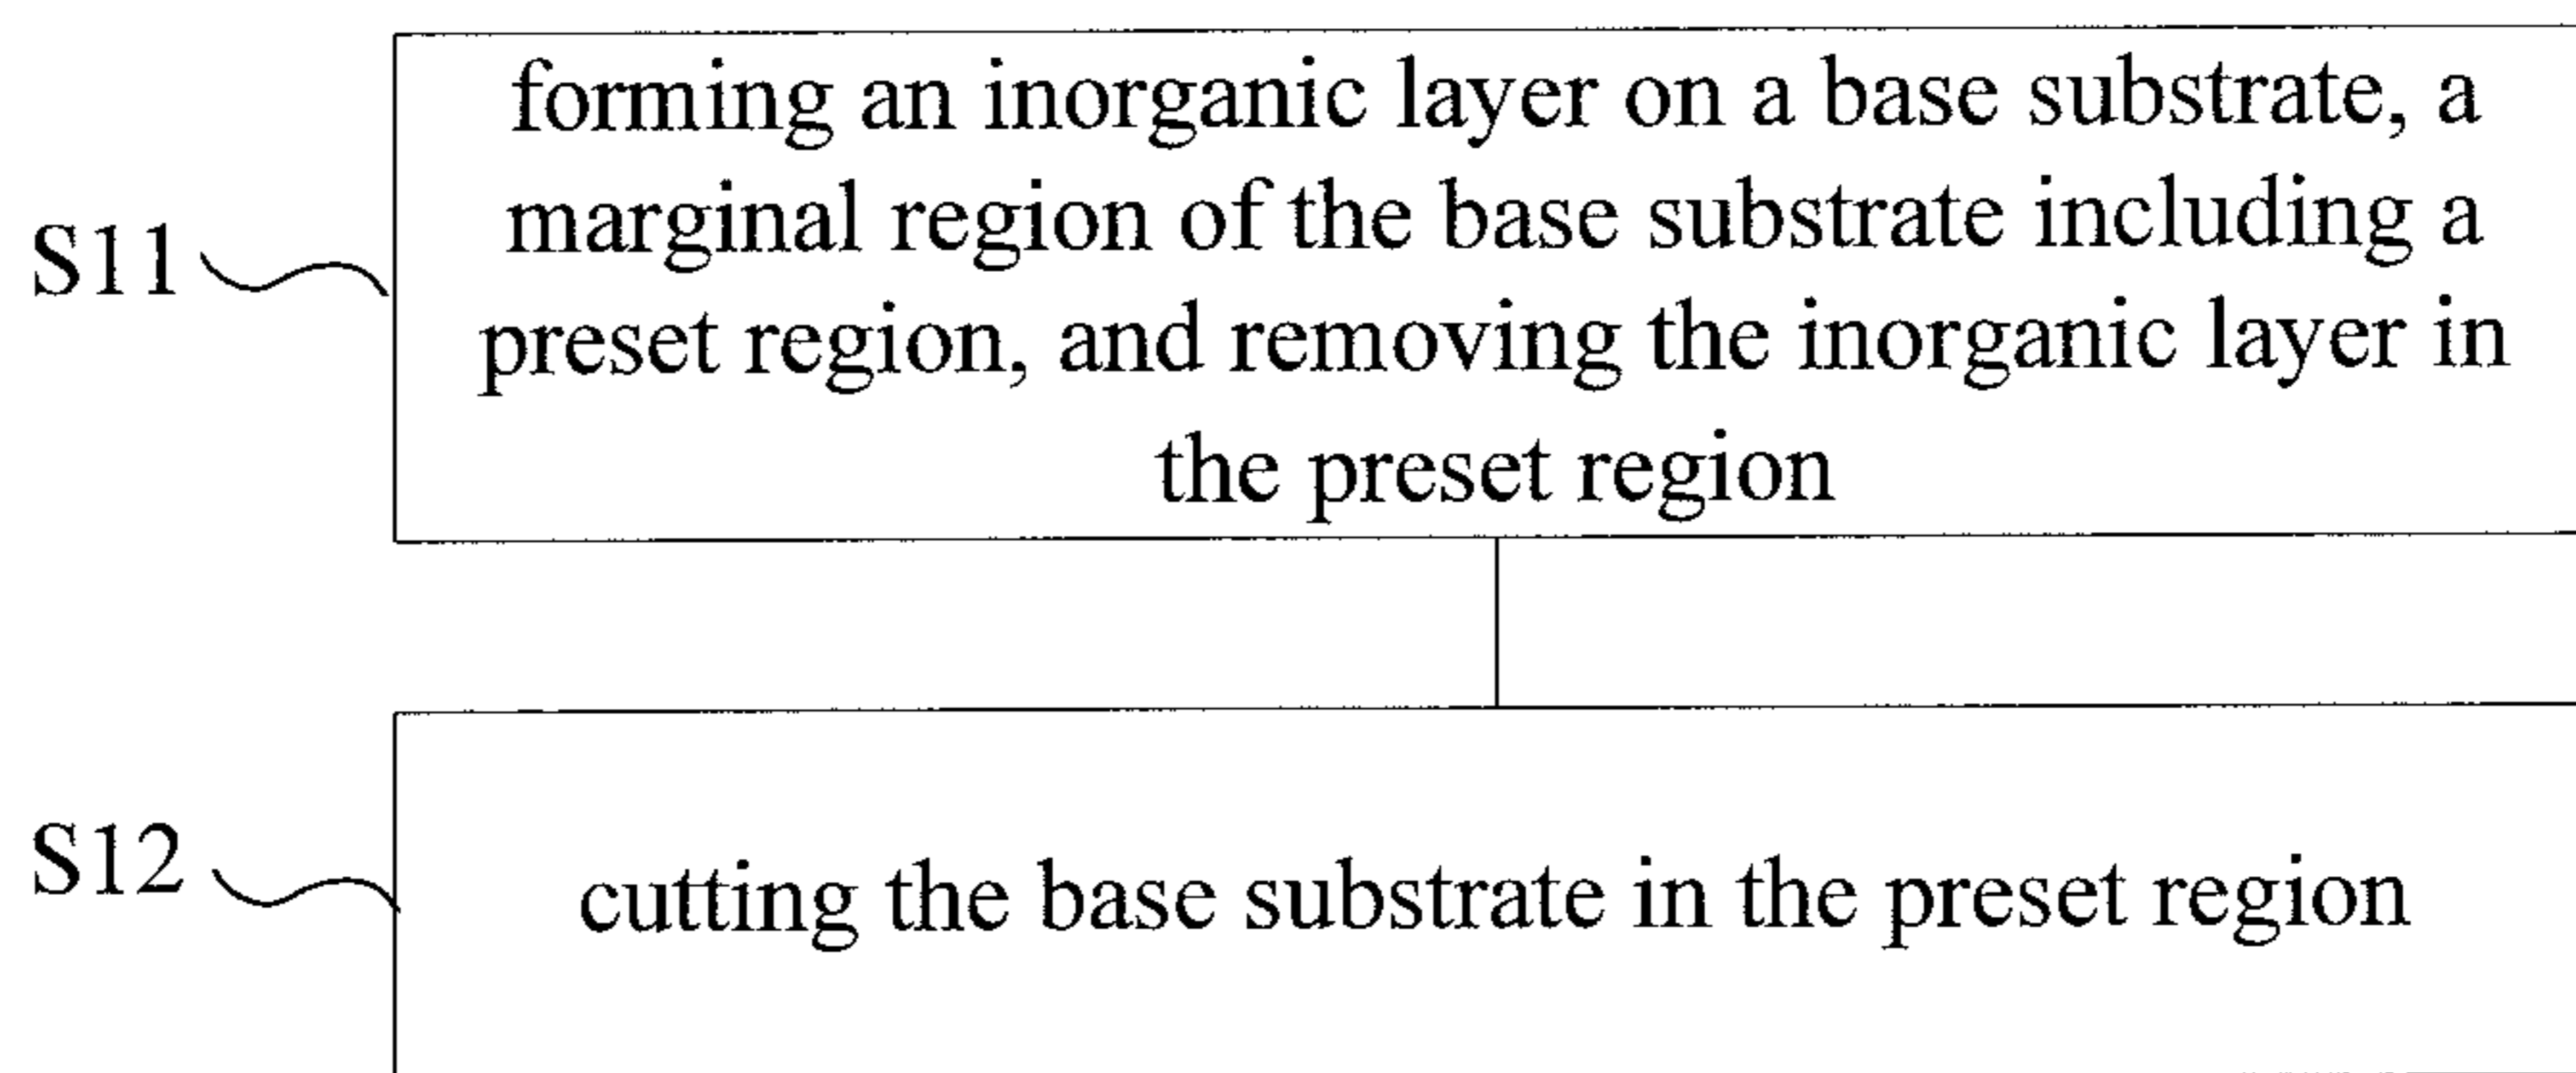 forming an inorganic layer on a base substrate, a
marginal region of the base substrate including a
S11
preset region, and removing the inorganic layer in
the preset region
S12
cutting the base substrate in the preset region